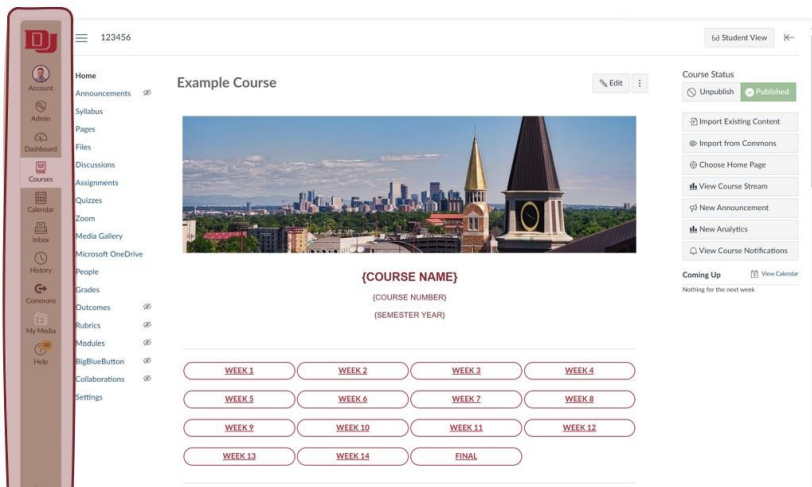 DU
Account
Admin
Dashboard
Courses
Calendar
Inbox
History
Commons
My Media
Help
123456
Student View
Home
Announcements
Syllabus
Pages
Files
Discussions
Assignments
Quizzes
Zoom
Media Gallery
Microsoft OneDrive
People
Grades
Outcomes
Rubrics
Modules
BigBlueButton
Collaborations
Settings
Example Course
Edit
{COURSE NAME}
{COURSE NUMBER}
{SEMESTER YEAR}
WEEK 1 WEEK 2 WEEK 3 WEEK 4
WEEK 5 WEEK 6 WEEK 7 WEEK 8
WEEK 9 WEEK 10 WEEK 11 WEEK 12
WEEK 13 WEEK 14 FINAL
Course Status
Unpublish Published
Import Existing Content
Import from Commons
Choose Home Page
View Course Stream
New Announcement
New Analytics
View Course Notifications
Coming Up View Calendar
Nothing for the next week